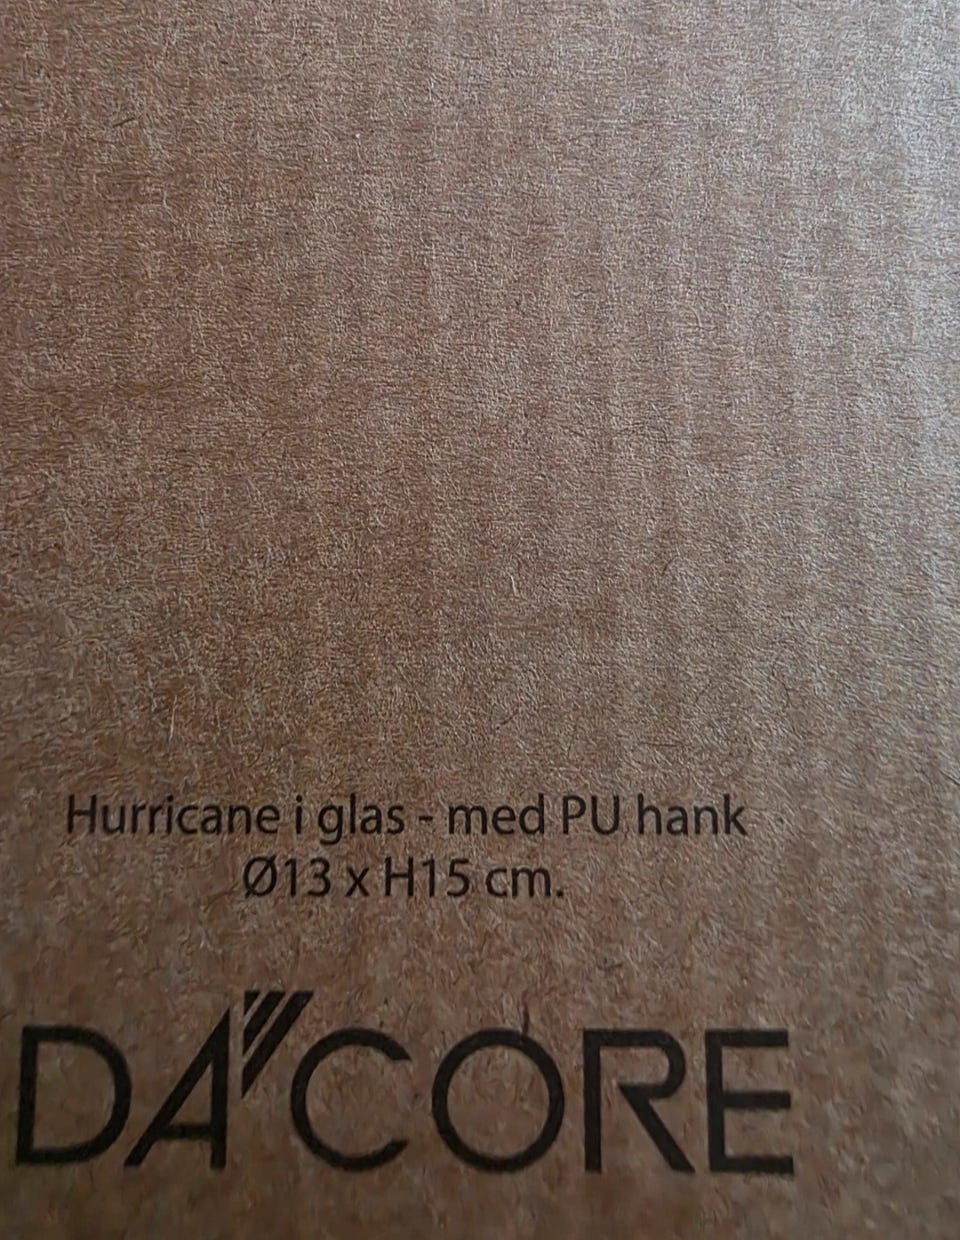 Hurricane i glas - med PU hank
Ø13 x H15 cm.
DA"CORE